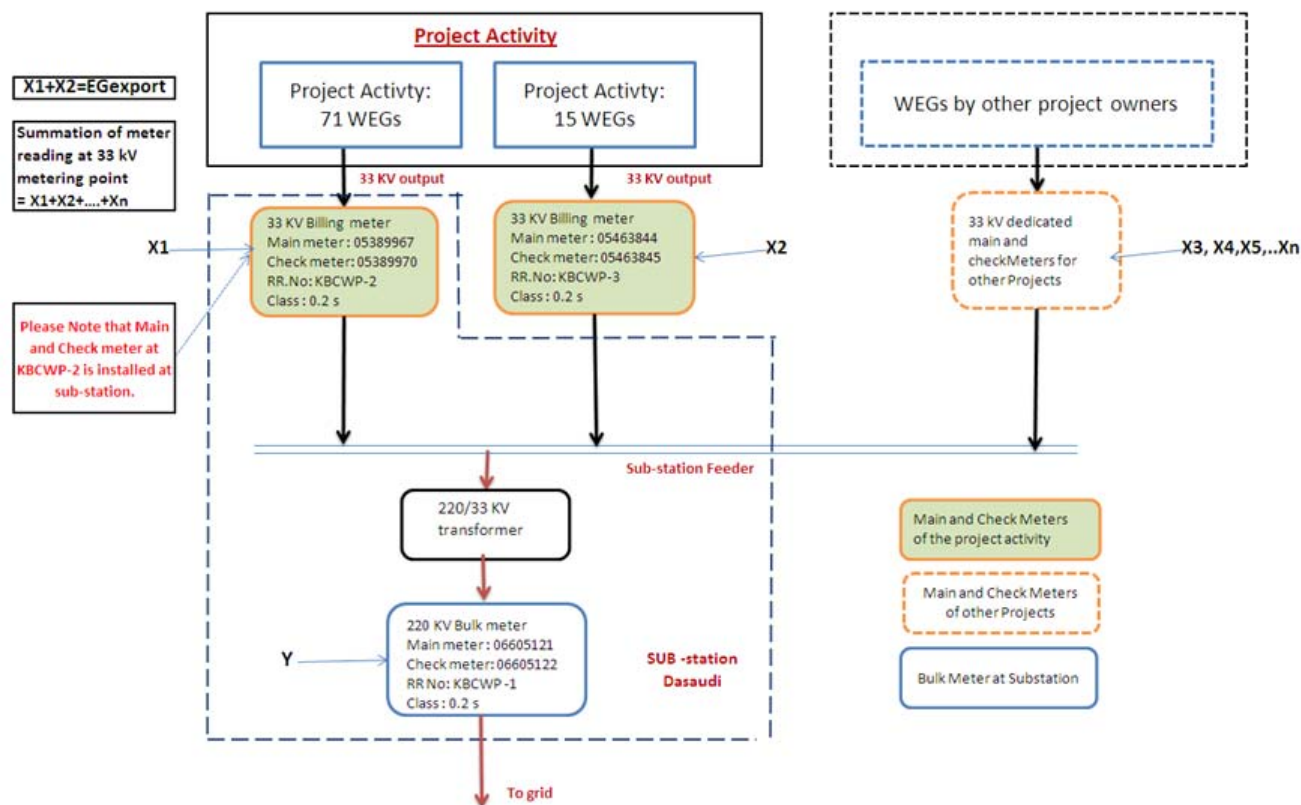 Project Activity
Project Activty:
71 WEGs
Project Activty:
15 WEGs
WEGs by other project owners
X1+X2=EGexport
Summation of meter
reading at 33 kV
metering point
= X1+X2+....+Xn
33 KV output
33 KV output
X1
33 KV Billing meter
Main meter : 05389967
Check meter: 05389970
RR.No: KBCWP-2
Class : 0.2 s
33 KV Billing meter
Main meter : 05463844
Check meter: 05463845
RR.No: KBCWP-3
Class : 0.2 s
X2
33 kV dedicated
main and
checkMeters for
other Projects
X3, X4,X5,..Xn
Please Note that Main
and Check meter at
KBCWP-2 is installed at
sub-station.
Sub-station Feeder
220/33 KV
transformer
Main and Check Meters
of the project activity
Main and Check Meters
of other Projects
220 KV Bulk meter
Main meter : 06605121
Check meter: 06605122
RR No: KBCWP -1
Class : 0.2 s
Y
SUB -station
Dasaudi
Bulk Meter at Substation
To grid